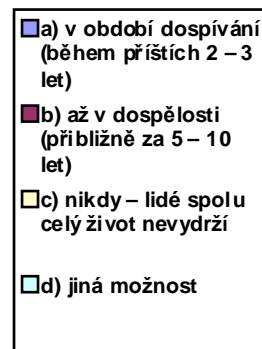 a) v období dospívání
(během příštích 2 – 3
let)
b) až v dospělosti
(přibližně za 5 – 10
let)
c) nikdy – lidé spolu
celý život nevydrží
d) jiná možnost